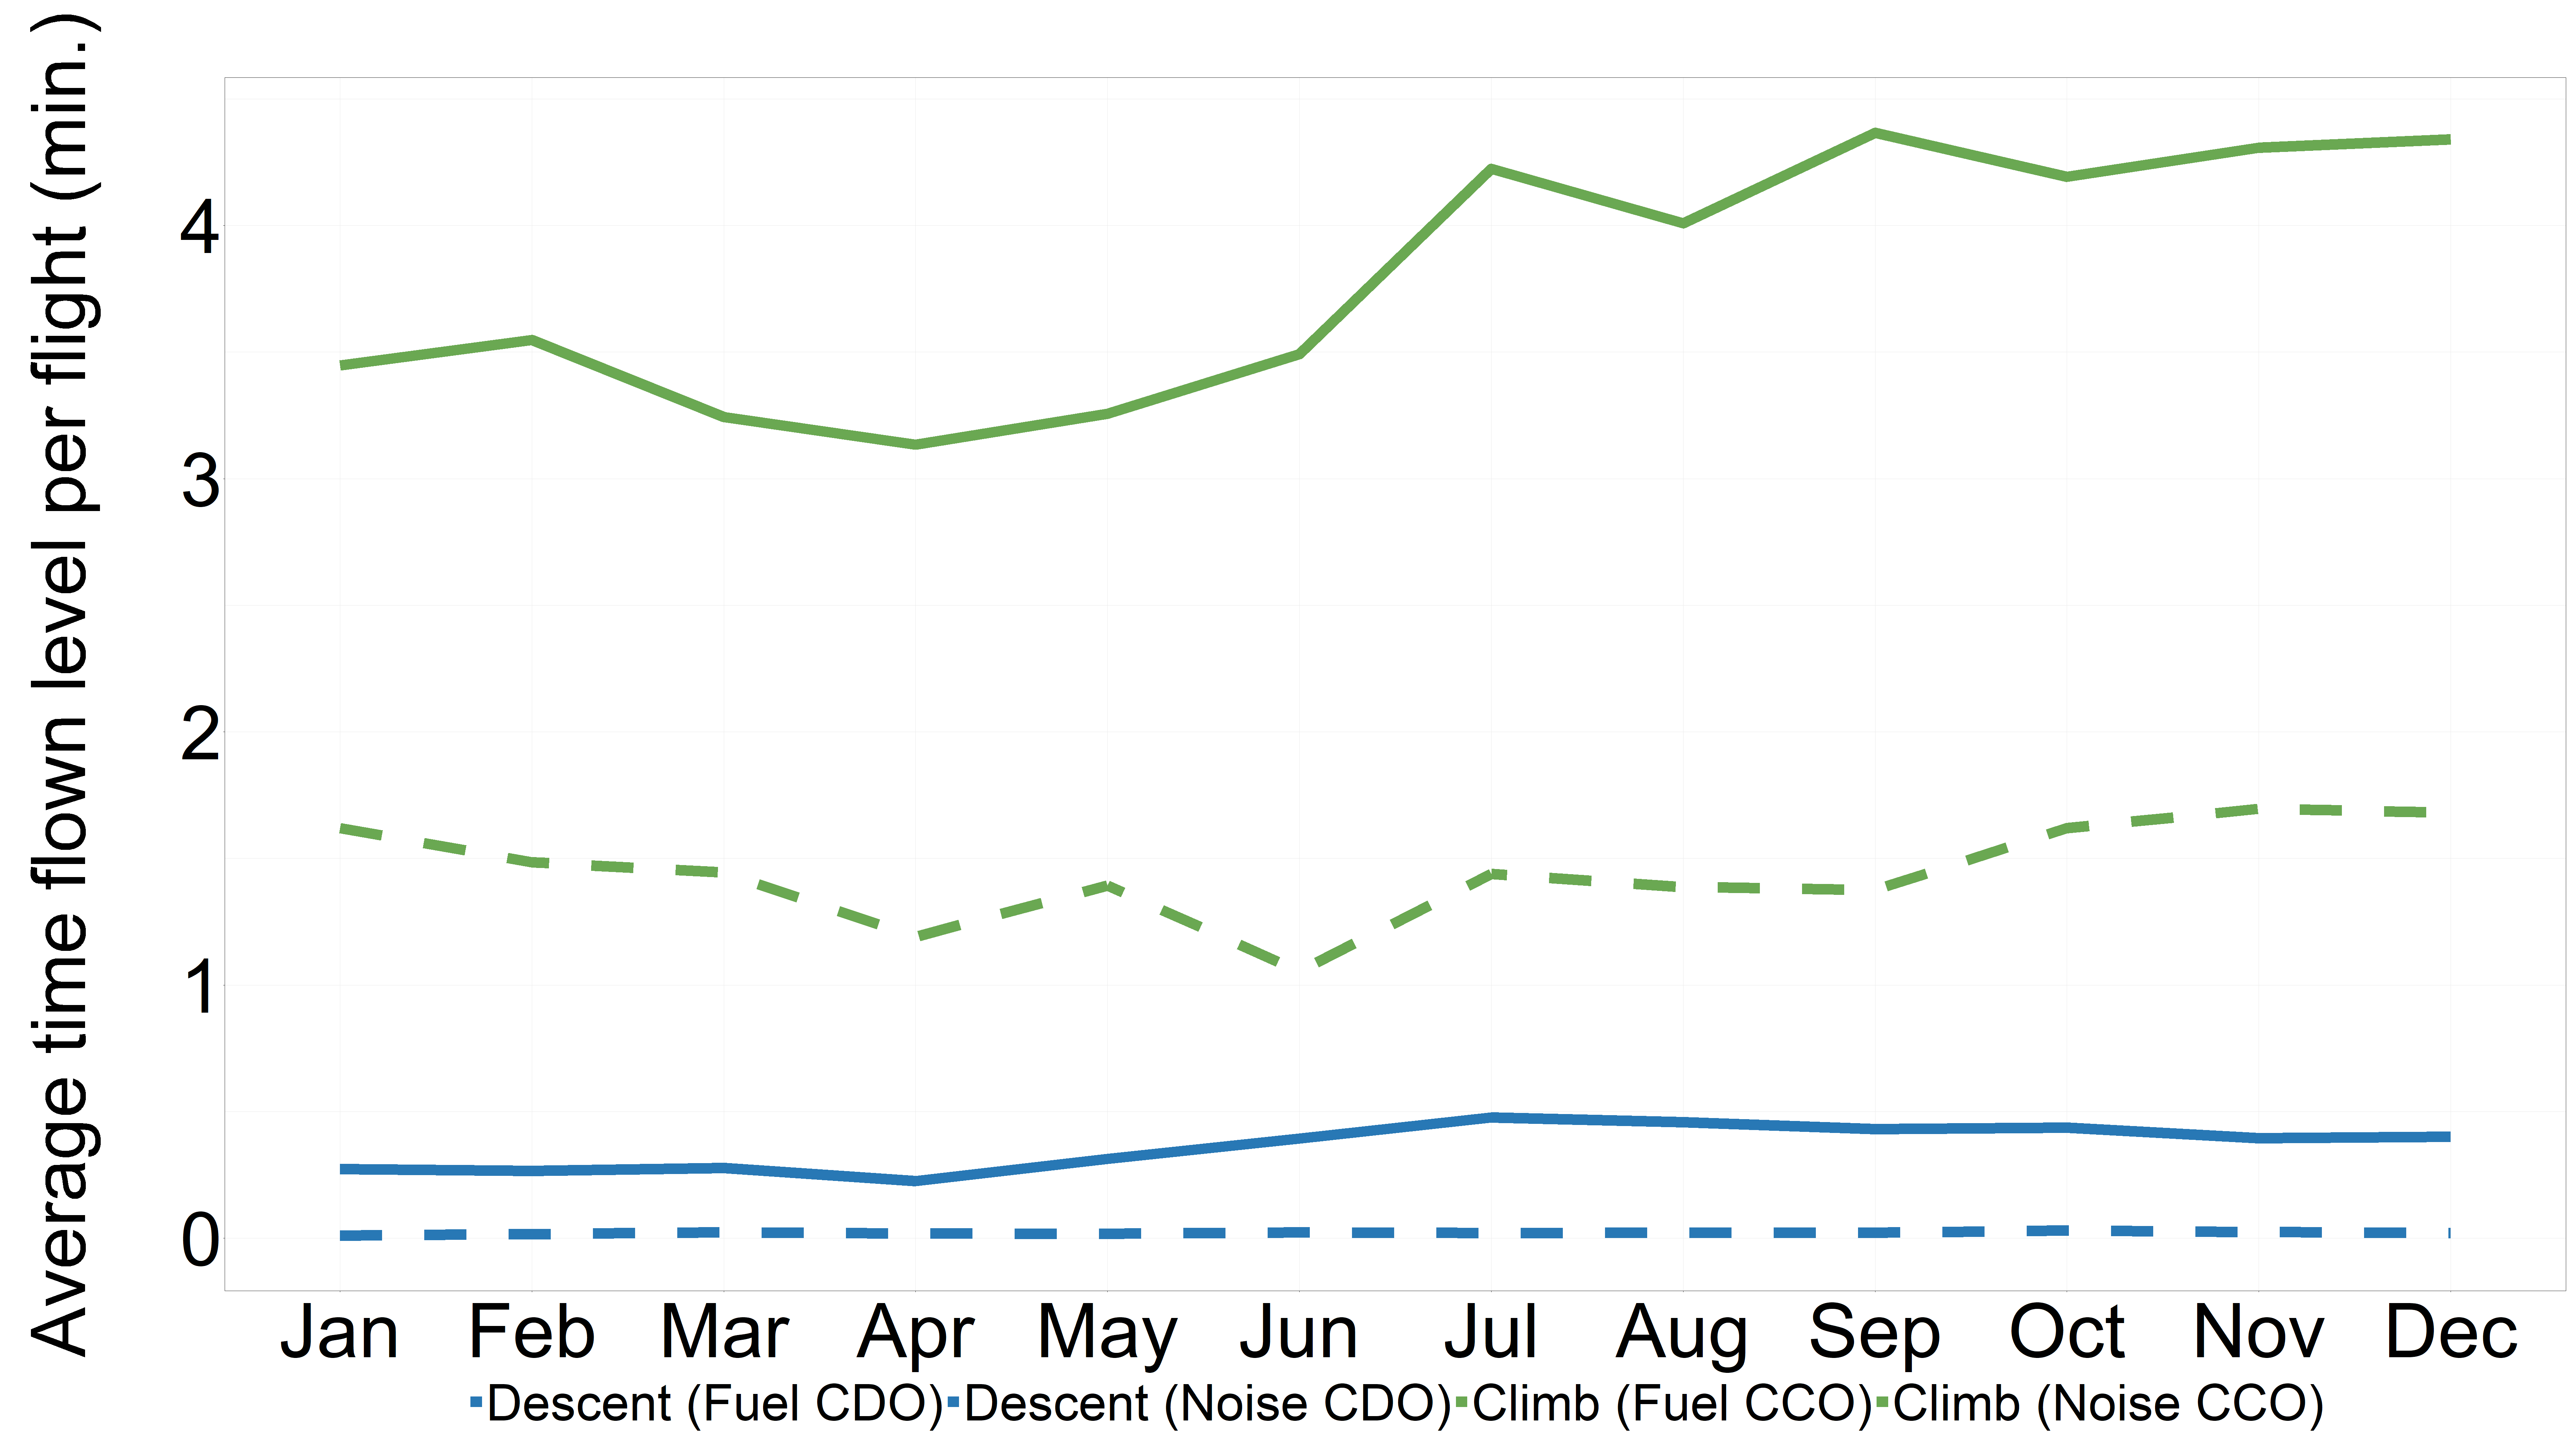 Average time flown level per flight (min.)
4
3
2
1
0
Jan Feb Mar Apr May Jun Jul Aug Sep Oct Nov Dec
Descent (Fuel CDO) Descent (Noise CDO) Climb (Fuel CCO) Climb (Noise CCO)